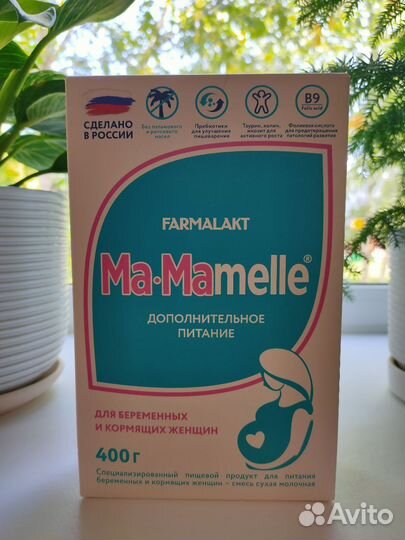 СДЕЛАНО
В РОССИИ
Без пальмового
и рапсового
масел
Пребиотики
для улучшения
пищеварения
Таурин, холин,
инозит для
активного роста
B9
Folic acid
Фолиевая кислота
для предотвращения
патологий развития
FARMALAKT
Ma·Mamelle®
ДОПОЛНИТЕЛЬНОЕ
ПИТАНИЕ
ДЛЯ БЕРЕМЕННЫХ
И КОРМЯЩИХ ЖЕНЩИН
400 г
Специализированный пищевой продукт для питания
беременных и кормящих женщин – смесь сухая молочная
Avito